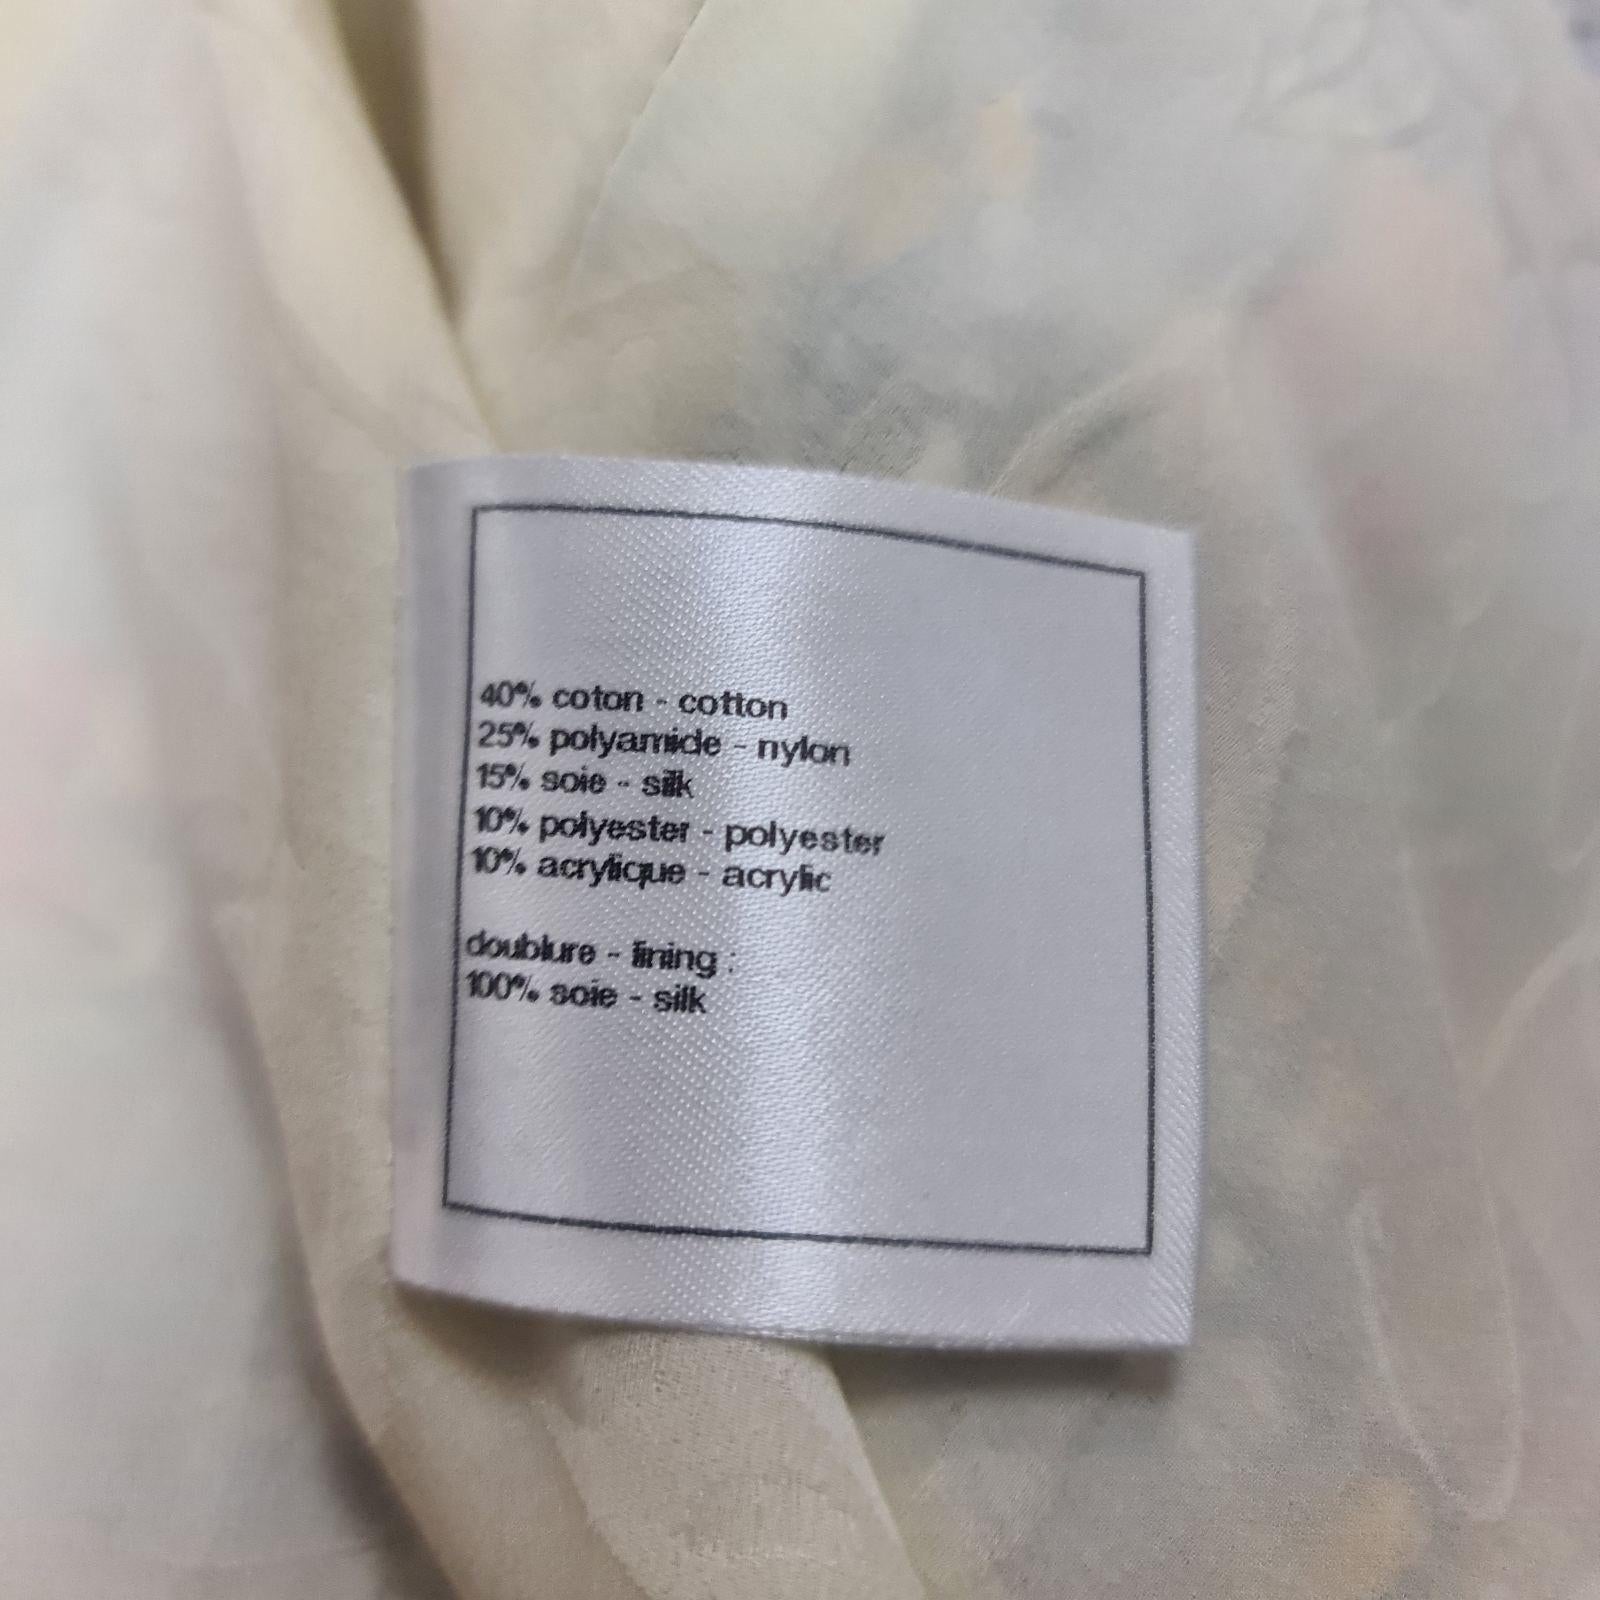 40% coton - cotton
25% polyamide - nylon
15% soie - silk
10% polyester - polyester
10% acrylique - acrylic
doublure - lining :
100% soie - silk